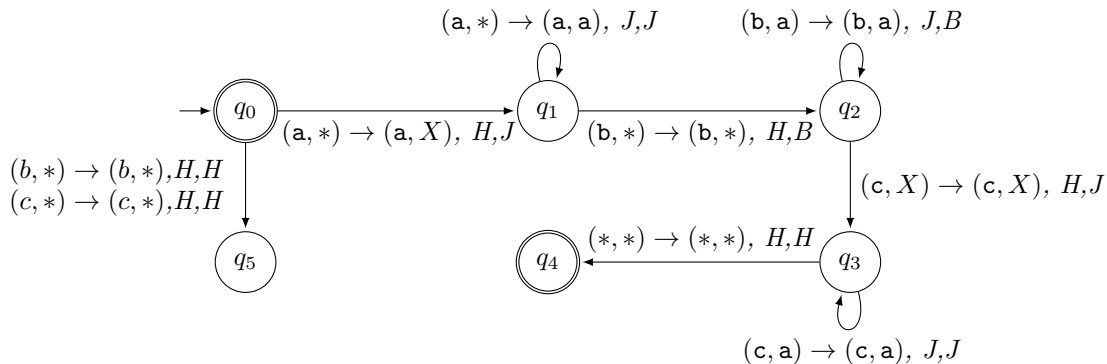 (a, *) → (a, a), J,J
(b, a) → (b, a), J,B
q0
q1
q2
(a, *) → (a, X), H,J
(b, *) → (b, *), H,B
(b, *) → (b, *),H,H
(c, *) → (c, *),H,H
(c, X) → (c, X), H,J
(*, *) → (*, *), H,H
q5
q4
q3
(c, a) → (c, a), J,J